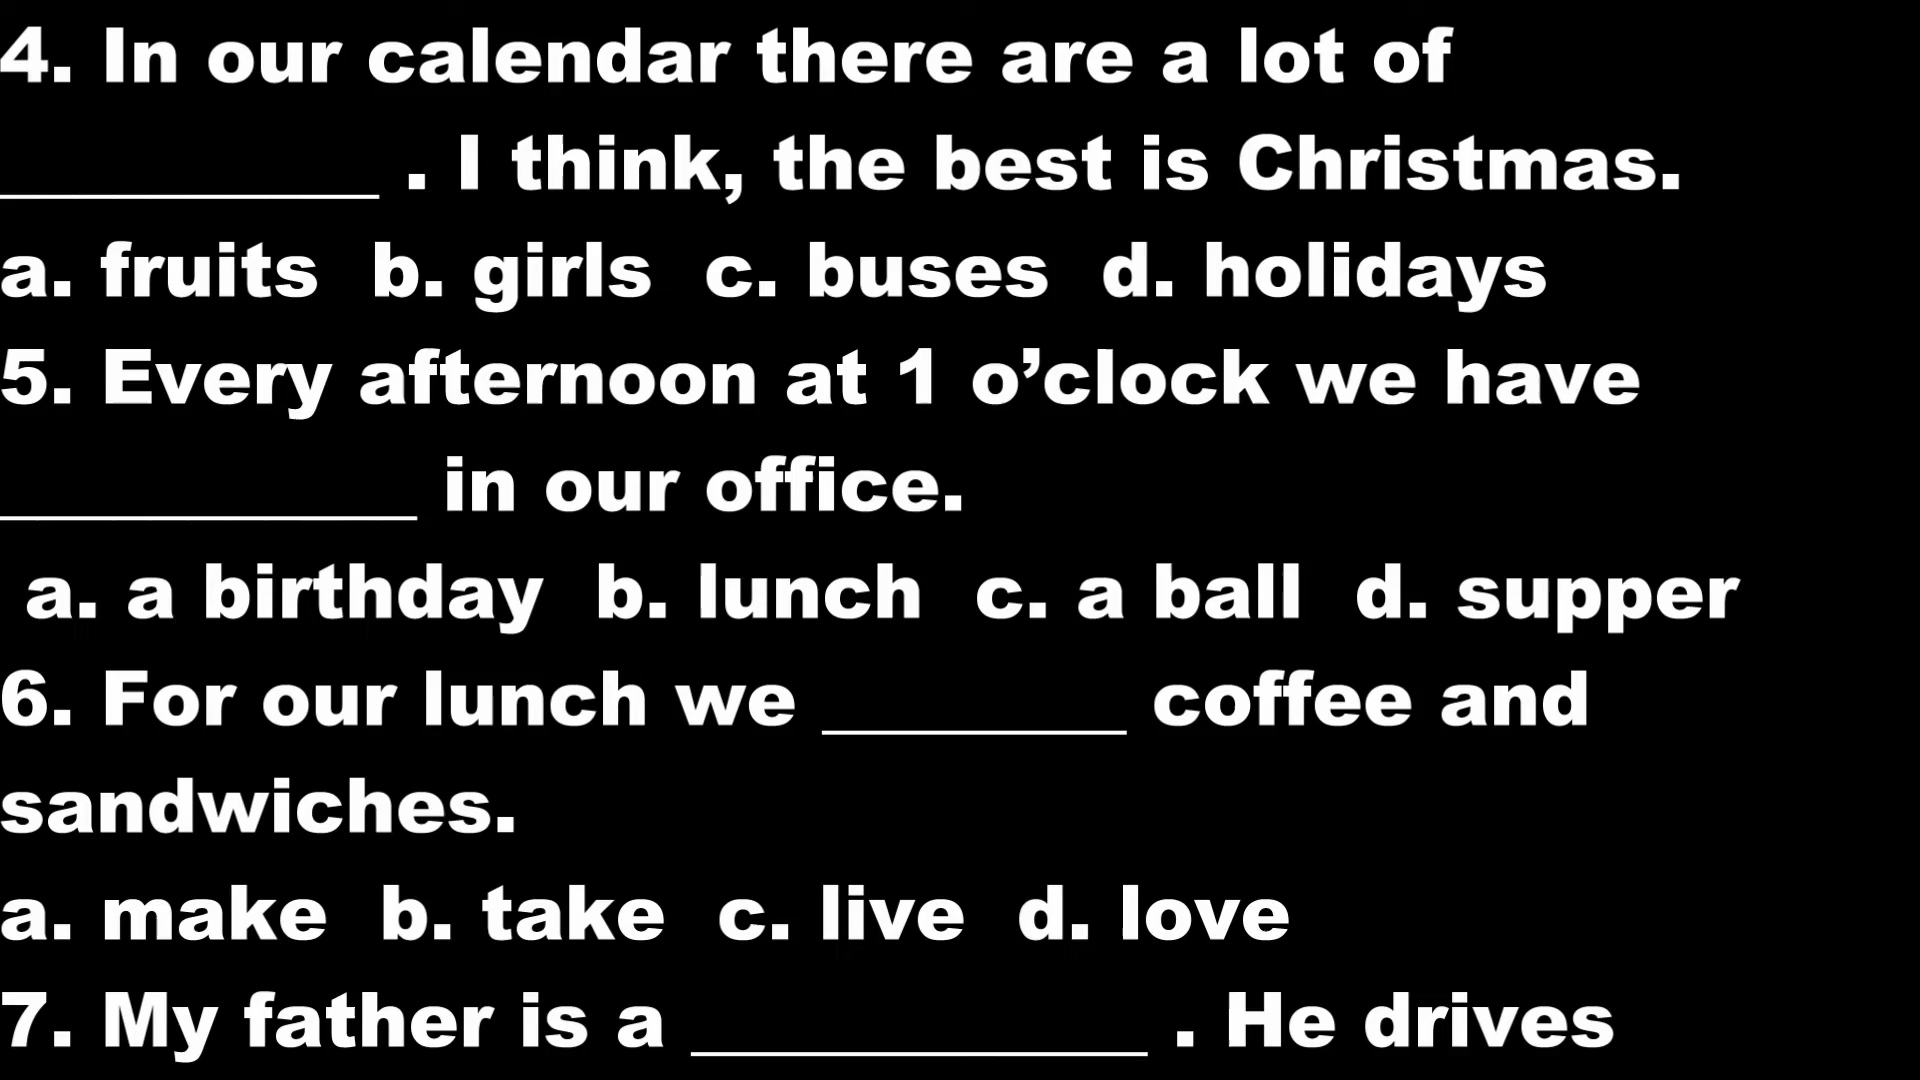 4. In our calendar there are a lot of
__________ . I think, the best is Christmas.
a. fruits  b. girls  c. buses  d. holidays
5. Every afternoon at 1 o’clock we have
___________ in our office.
a. a birthday  b. lunch  c. a ball  d. supper
6. For our lunch we ________ coffee and
sandwiches.
a. make  b. take  c. live  d. love
7. My father is a ____________ . He drives